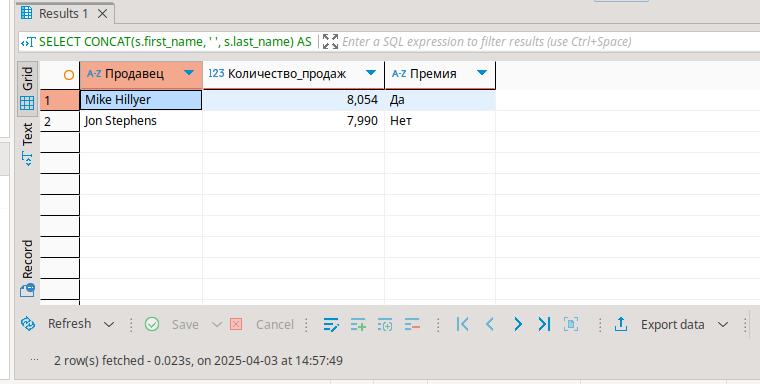 Results 1
SELECT CONCAT(s.first_name, ' ', s.last_name) AS Enter a SQL expression to filter results (use Ctrl+Space)
Grid
Text
Record
A-Z Продавец 123 Количество_продаж A-Z Премия
1 Mike Hillyer 8,054 Да
2 Jon Stephens 7,990 Нет
Refresh Save Cancel Export data
2 row(s) fetched - 0.023s, on 2025-04-03 at 14:57:49